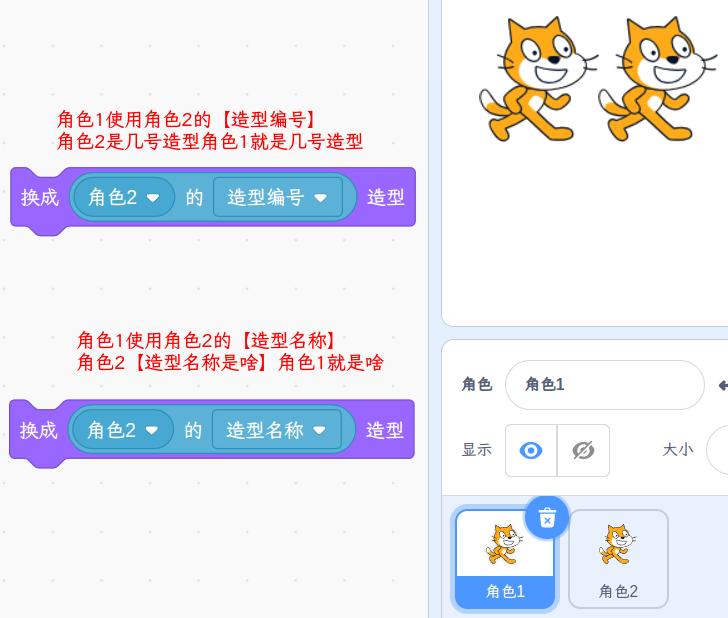 角色1使用角色2的【造型编号】
角色2是几号造型角色1就是几号造型
换成 角色2 的 造型编号 造型
角色1使用角色2的【造型名称】
角色2【造型名称是啥】角色1就是啥
换成 角色2 的 造型名称 造型
角色 角色1
显示 大小
角色1 角色2